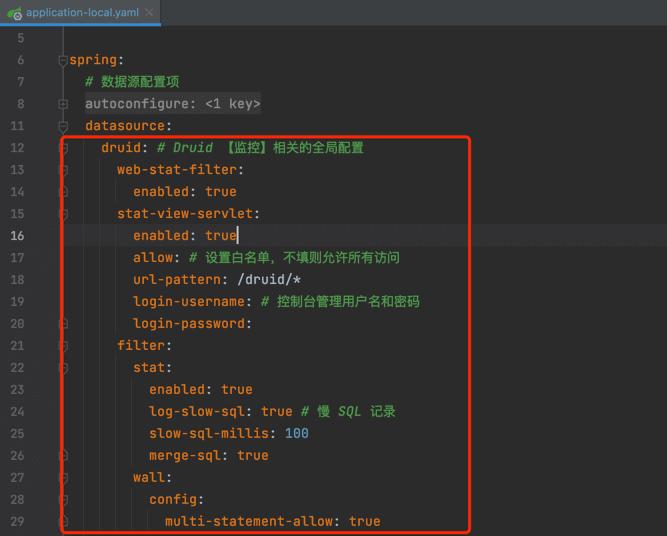 application-local.yaml
5
6 spring:
7 # 数据源配置项
8 autoconfigure: <1 key>
11 datasource:
12 druid: # Druid 【监控】相关的全局配置
13 web-stat-filter:
14 enabled: true
15 stat-view-servlet:
16 enabled: true
17 allow: # 设置白名单，不填则允许所有访问
18 url-pattern: /druid/*
19 login-username: # 控制台管理用户名和密码
20 login-password:
21 filter:
22 stat:
23 enabled: true
24 log-slow-sql: true # 慢 SQL 记录
25 slow-sql-millis: 100
26 merge-sql: true
27 wall:
28 config:
29 multi-statement-allow: true